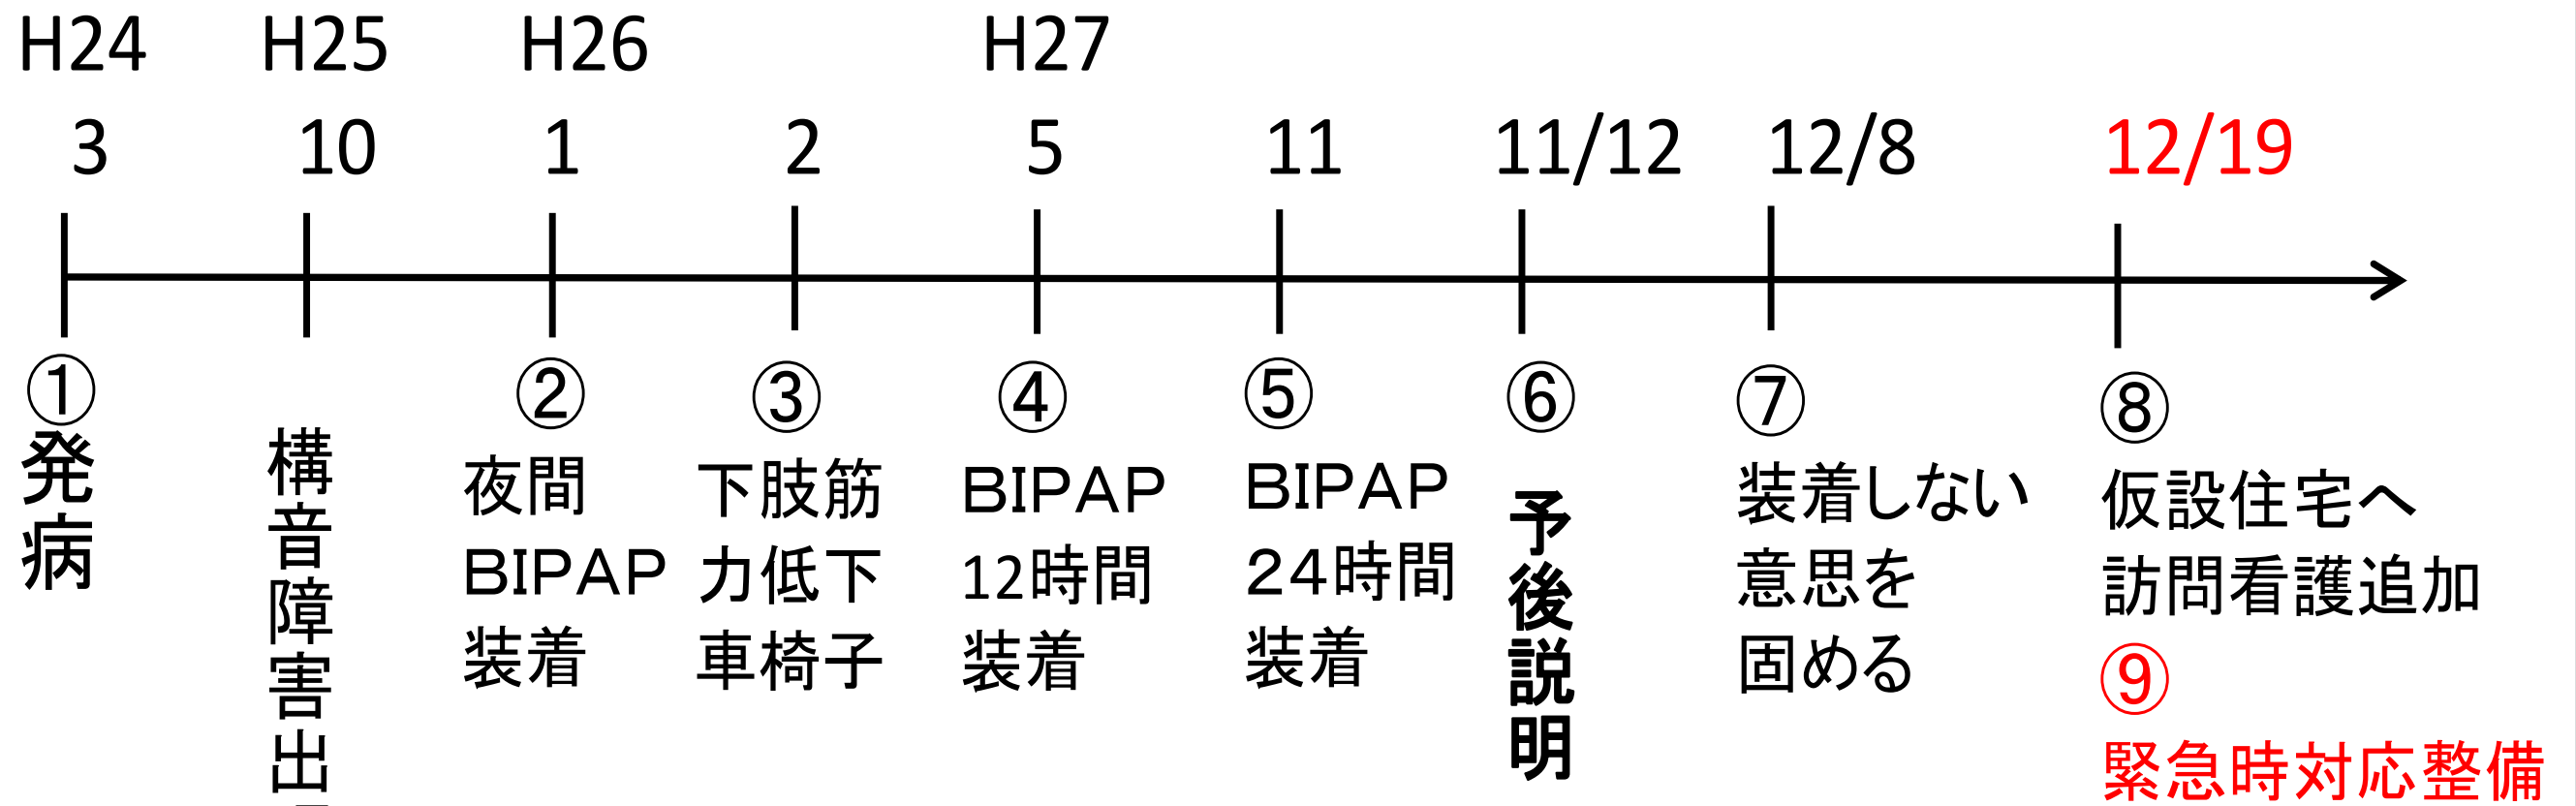 H24 H25 H26 H27
3 10 1 2 5 11 11/12 12/8 12/19
①
発病
構音障害出
②
夜間
BIPAP
装着
③
下肢筋
力低下
車椅子
④
BIPAP
12時間
装着
⑤
BIPAP
24時間
装着
⑥
予後説明
⑦
装着しない
意思を
固める
⑧
仮設住宅へ
訪問看護追加
⑨
緊急時対応整備